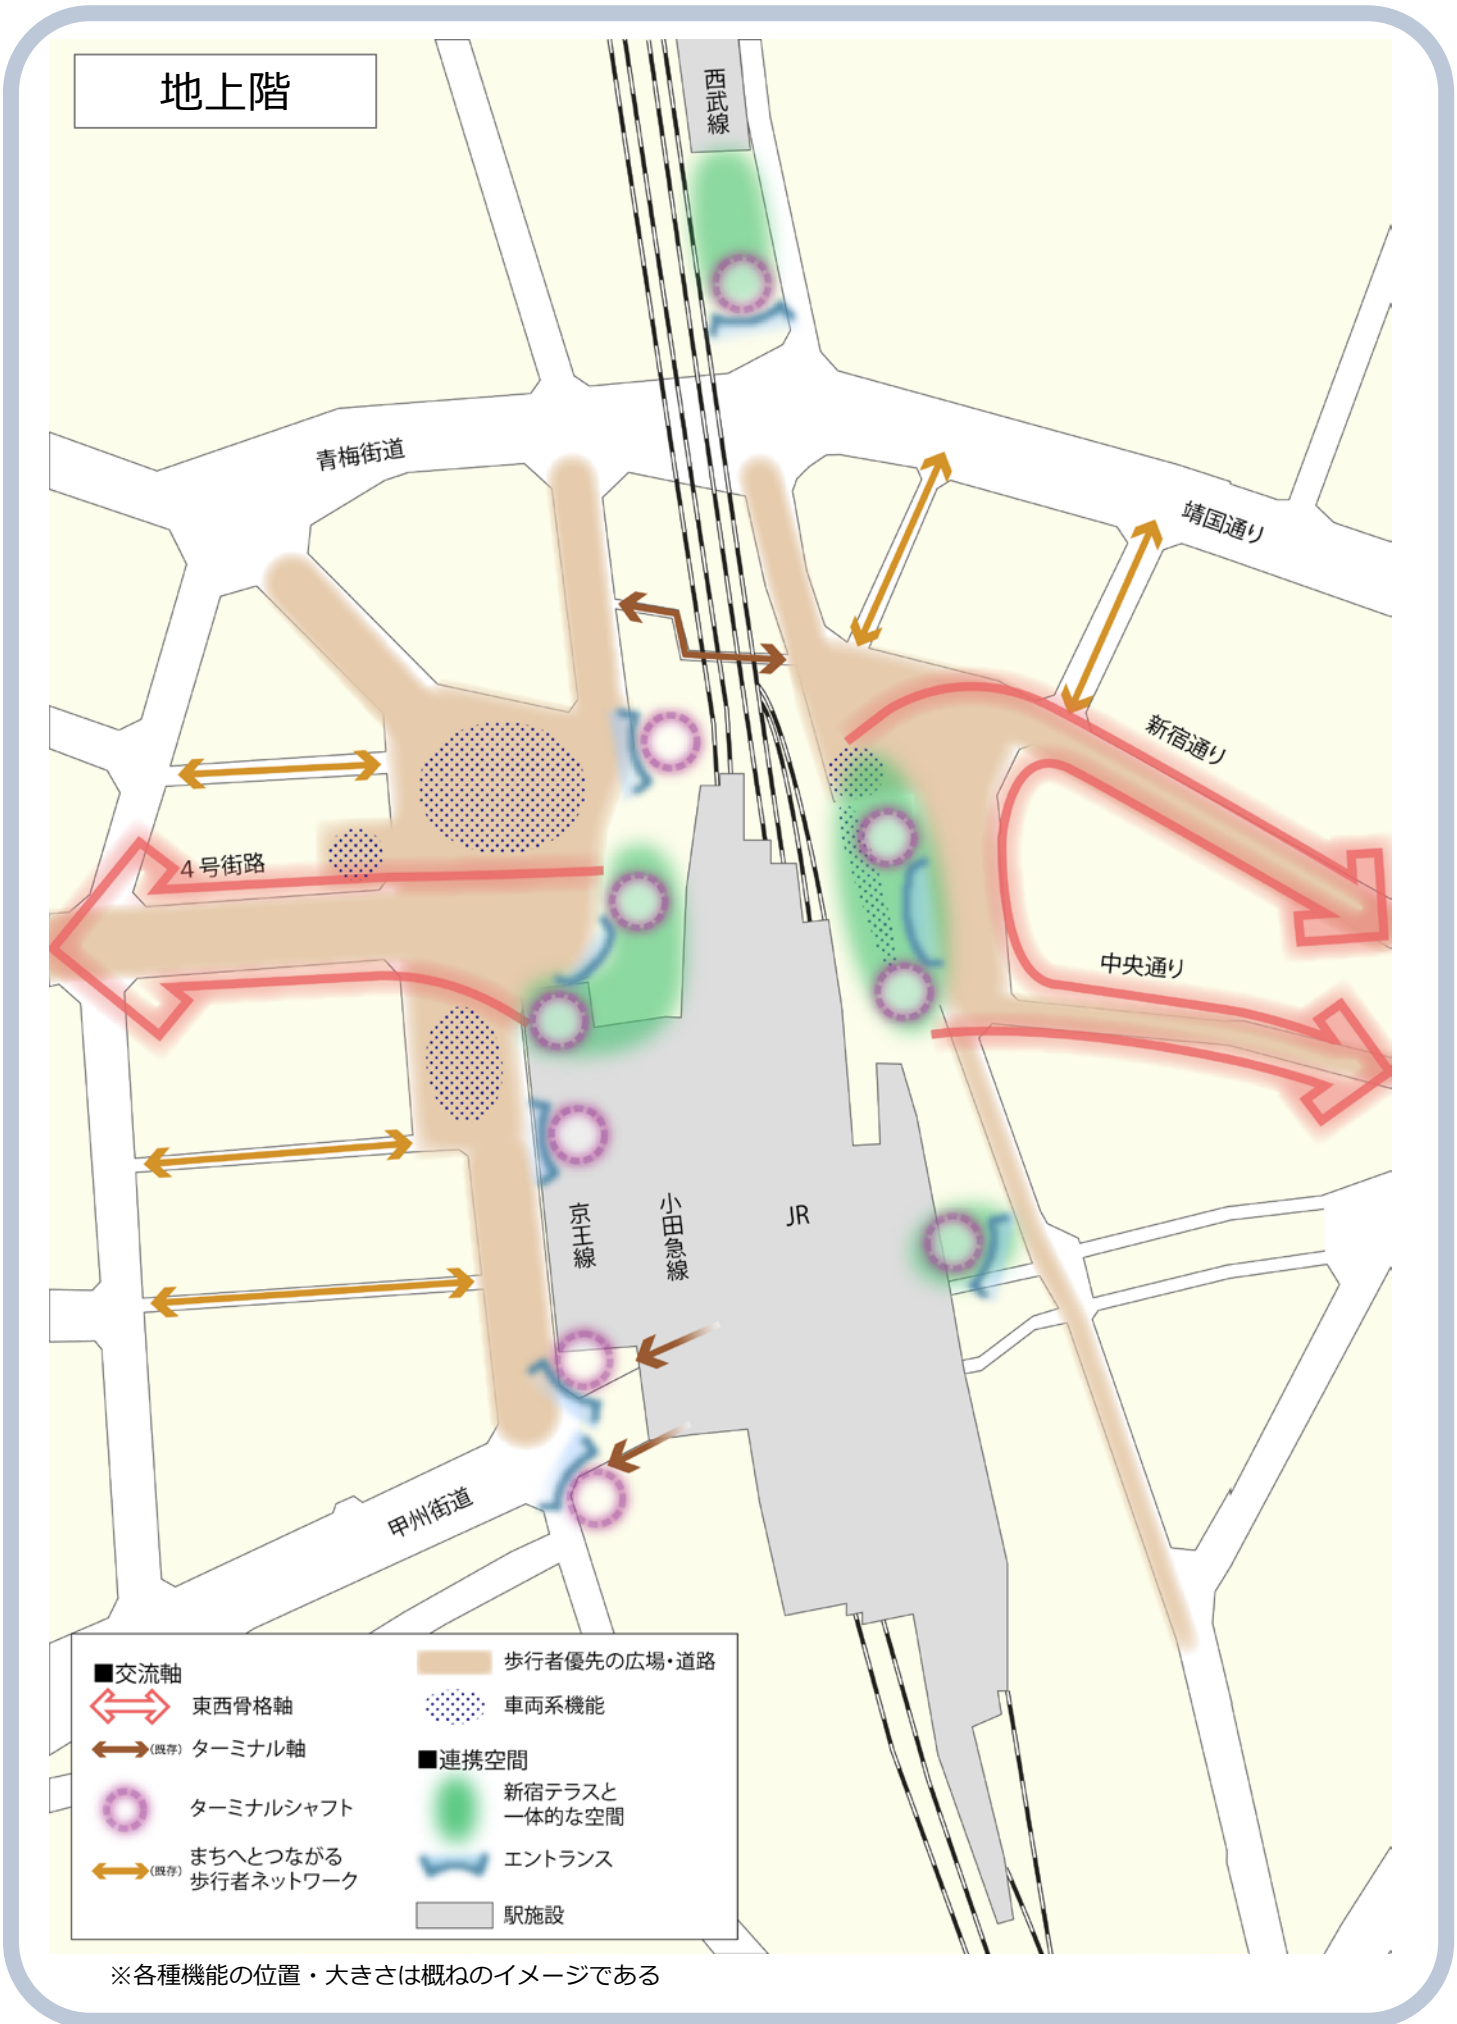 地上階
西武線
青梅街道
靖国通り
新宿通り
4号街路
中央通り
京王線
小田急線
JR
甲州街道
■交流軸
東西骨格軸
(既存) ターミナル軸
ターミナルシャフト
(既存) まちへとつながる
歩行者ネットワーク
歩行者優先の広場・道路
車両系機能
■連携空間
新宿テラスと
一体的な空間
エントランス
駅施設
※各種機能の位置・大きさは概ねのイメージである